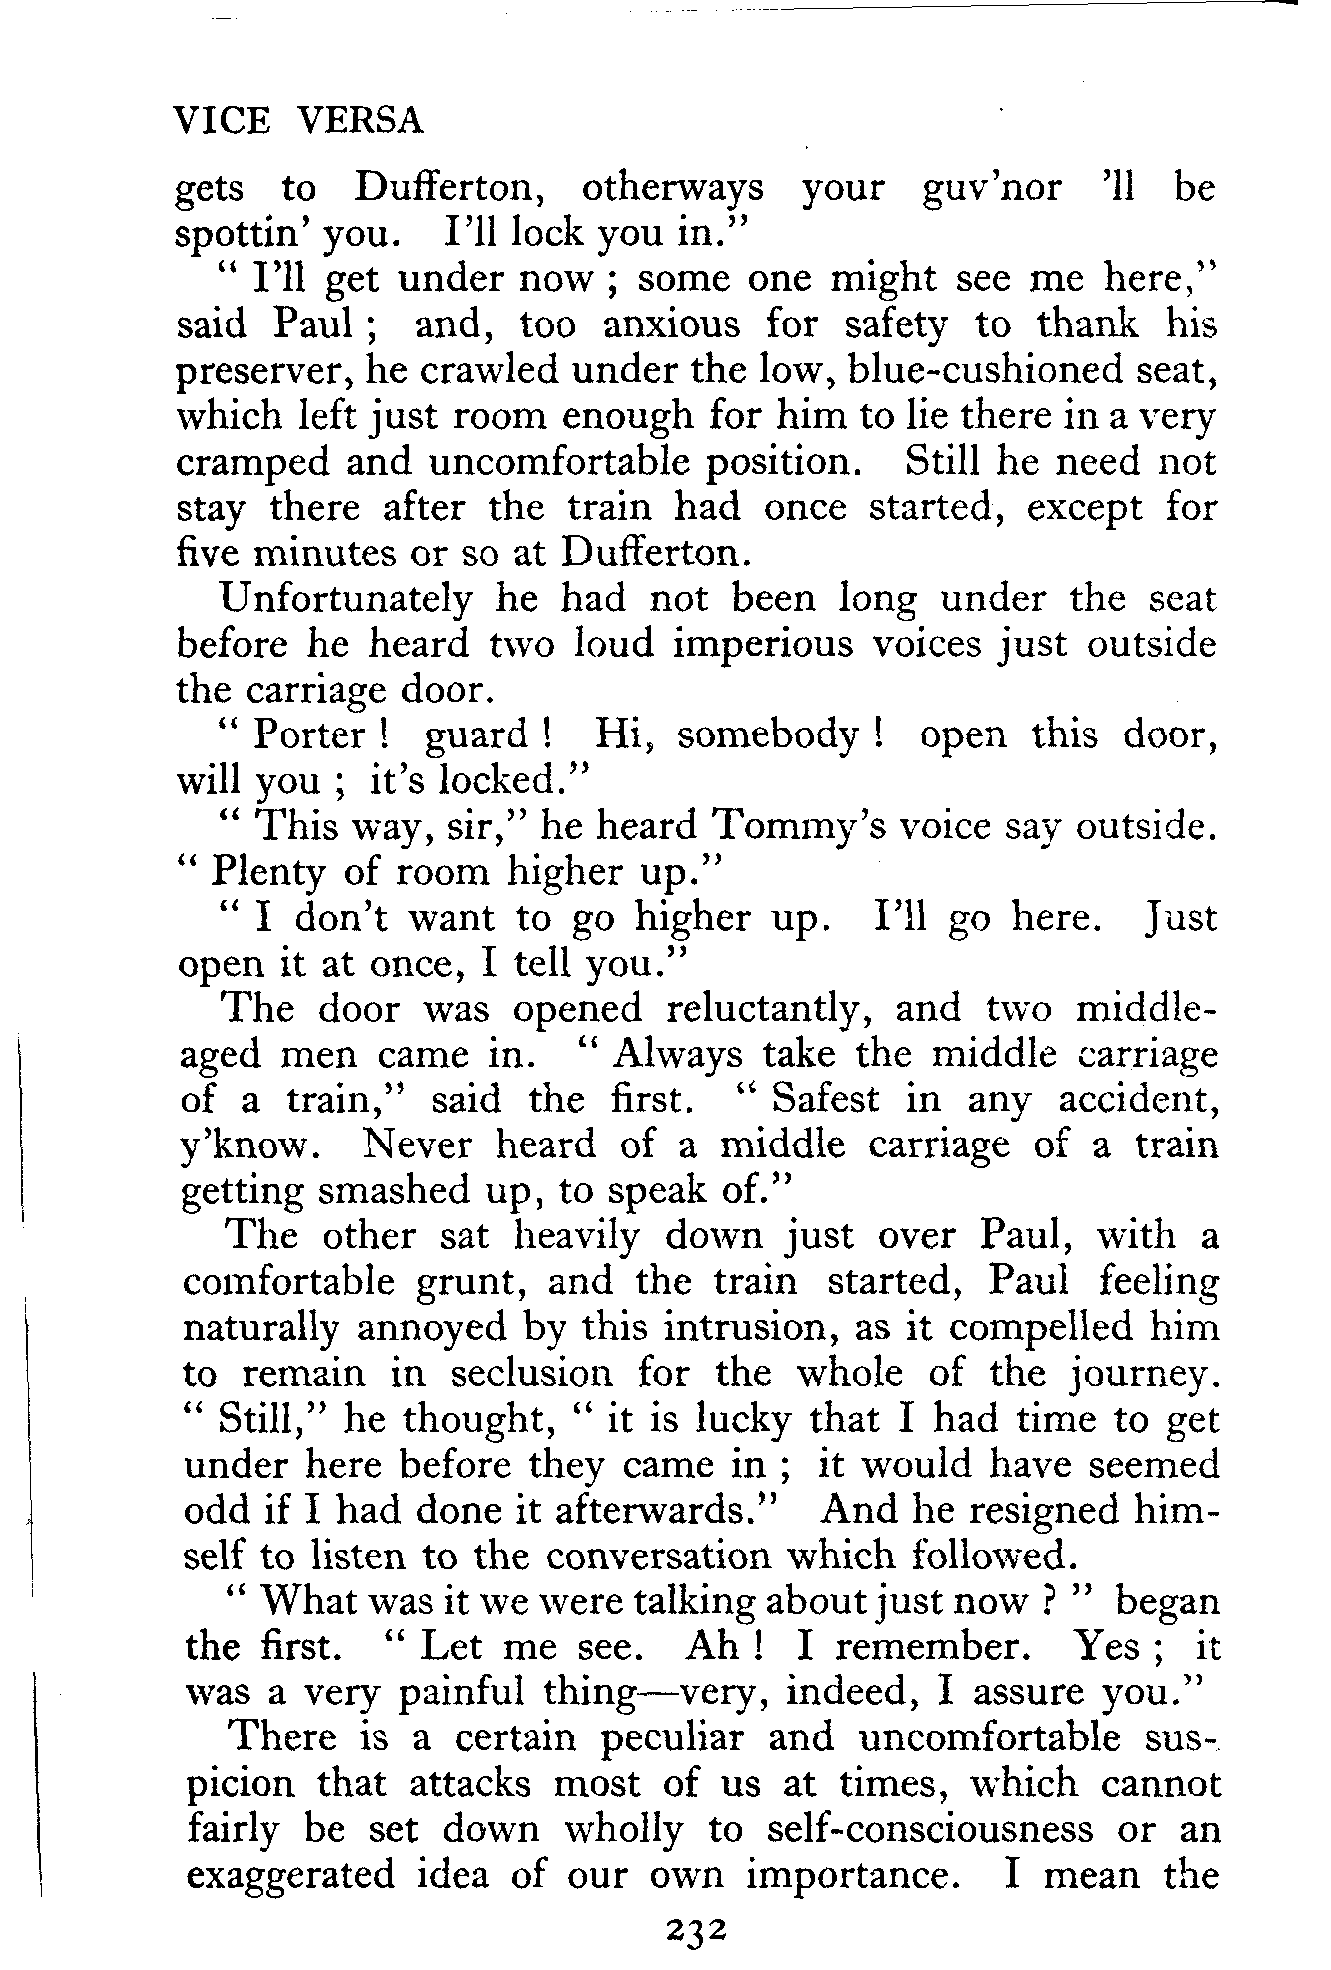 VICE VERSA
gets to Dufferton, otherways your guv'nor 'll be
spottin' you. I'll lock you in."
" I'll get under now ; some one might see me here,"
said Paul ; and, too anxious for safety to thank his
preserver, he crawled under the low, blue-cushioned seat,
which left just room enough for him to lie there in a very
cramped and uncomfortable position. Still he need not
stay there after the train had once started, except for
five minutes or so at Dufferton.
Unfortunately he had not been long under the seat
before he heard two loud imperious voices just outside
the carriage door.
" Porter ! guard ! Hi, somebody ! open this door,
will you ; it's locked."
" This way, sir," he heard Tommy's voice say outside.
" Plenty of room higher up."
" I don't want to go higher up. I'll go here. Just
open it at once, I tell you."
The door was opened reluctantly, and two middle-
aged men came in. " Always take the middle carriage
of a train," said the first. " Safest in any accident,
y'know. Never heard of a middle carriage of a train
getting smashed up, to speak of."
The other sat heavily down just over Paul, with a
comfortable grunt, and the train started, Paul feeling
naturally annoyed by this intrusion, as it compelled him
to remain in seclusion for the whole of the journey.
" Still," he thought, " it is lucky that I had time to get
under here before they came in ; it would have seemed
odd if I had done it afterwards." And he resigned him-
self to listen to the conversation which followed.
" What was it we were talking about just now ? " began
the first. " Let me see. Ah ! I remember. Yes ; it
was a very painful thing—very, indeed, I assure you."
There is a certain peculiar and uncomfortable sus-
picion that attacks most of us at times, which cannot
fairly be set down wholly to self-consciousness or an
exaggerated idea of our own importance. I mean the
232